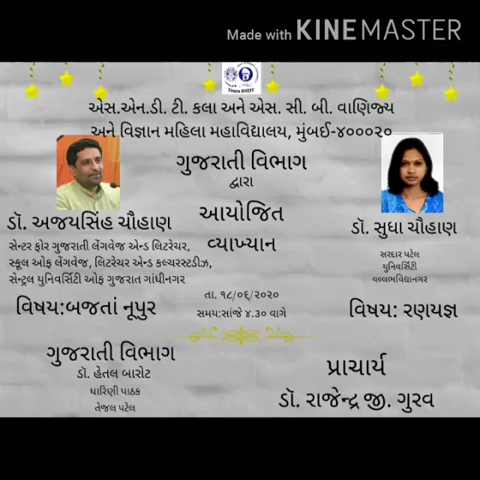 Made with KINEMASTER
એસ.એન.ડી. ટી. કલા અને એસ. સી. બી. વાણિજ્ય
અને વિજ્ઞાન મહિલા મહાવિદ્યાલય, મુંબઈ-૪૦૦૦૨૦
ગુજરાતી વિભાગ
દ્વારા
આયોજિત
વ્યાખ્યાન
ડૉ. અજયસિંહ ચૌહાણ
સેન્ટર ફોર ગુજરાતી લેંગવેજ એન્ડ લિટરેચર,
સ્કૂલ ઓફ લેંગવેજ, લિટરેચર એન્ડ કલ્ચરસ્ટડીઝ,
સેન્ટ્રલ યુનિવર્સિટી ઓફ ગુજરાત ગાંધીનગર
વિષય:બજતાં નૂપુર
ડૉ. સુધા ચૌહાણ
સરદાર પટેલ
યુનિવર્સિટી
વલ્લભવિદ્યાનગર
વિષય: રણયજ્ઞ
તા. ૧૮/૦૬/૨૦૨૦
સમય:સાંજે ૪.૩૦ વાગે
ગુજરાતી વિભાગ
ડૉ. હેતલ બારોટ
ધારિણી પાઠક
તેજલ પટેલ
પ્રાચાર્ય
ડૉ. રાજેન્દ્ર જી. ગુરવ